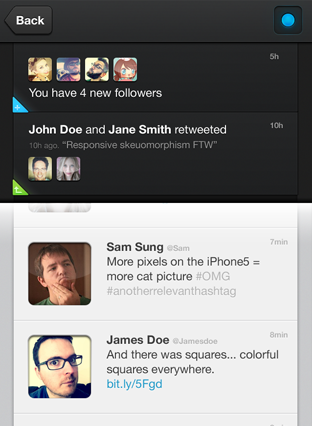 Back
5h
You have 4 new followers
John Doe and Jane Smith retweeted
10h
10h ago. “Responsive skeuomorphism FTW”
Sam Sung @Sam
7min
More pixels on the iPhone5 =
more cat picture #OMG
#anotherrelevanthashtag
James Doe @Jamesdoe
8min
And there was squares... colorful
squares everywhere.
bit.ly/5Fgd